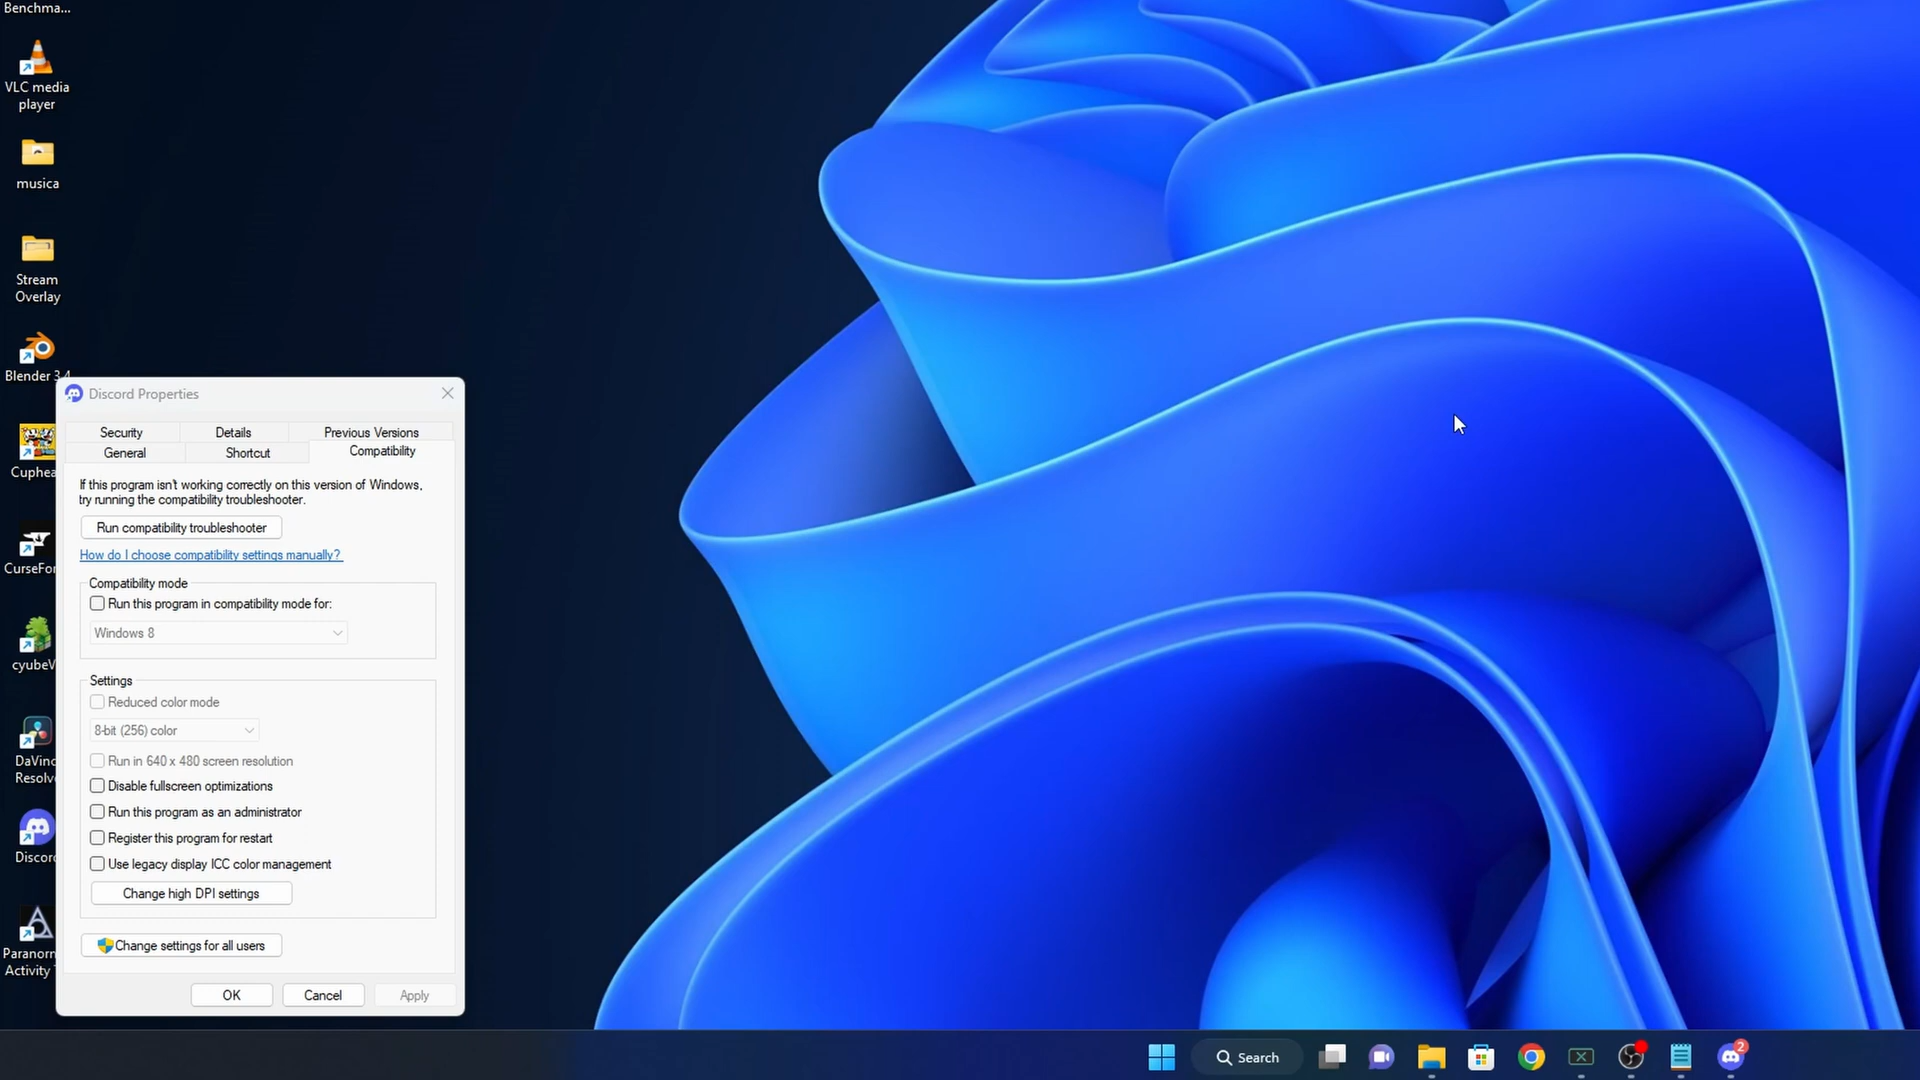 Benchma...
VLC media
player
musica
Stream
Overlay
Blender 3.4
Cuphea
CurseFor
cyubeV
DaVinc
Resolv
Discord
Paranorn
Activity
Discord Properties
Security
Details
Previous Versions
General
Shortcut
Compatibility
If this program isn't working correctly on this version of Windows,
try running the compatibility troubleshooter.
Run compatibility troubleshooter
How do I choose compatibility settings manually?
Compatibility mode
Run this program in compatibility mode for:
Windows 8
Settings
Reduced color mode
8-bit (256) color
Run in 640 x 480 screen resolution
Disable fullscreen optimizations
Run this program as an administrator
Register this program for restart
Use legacy display ICC color management
Change high DPI settings
Change settings for all users
OK
Cancel
Apply
Search
2